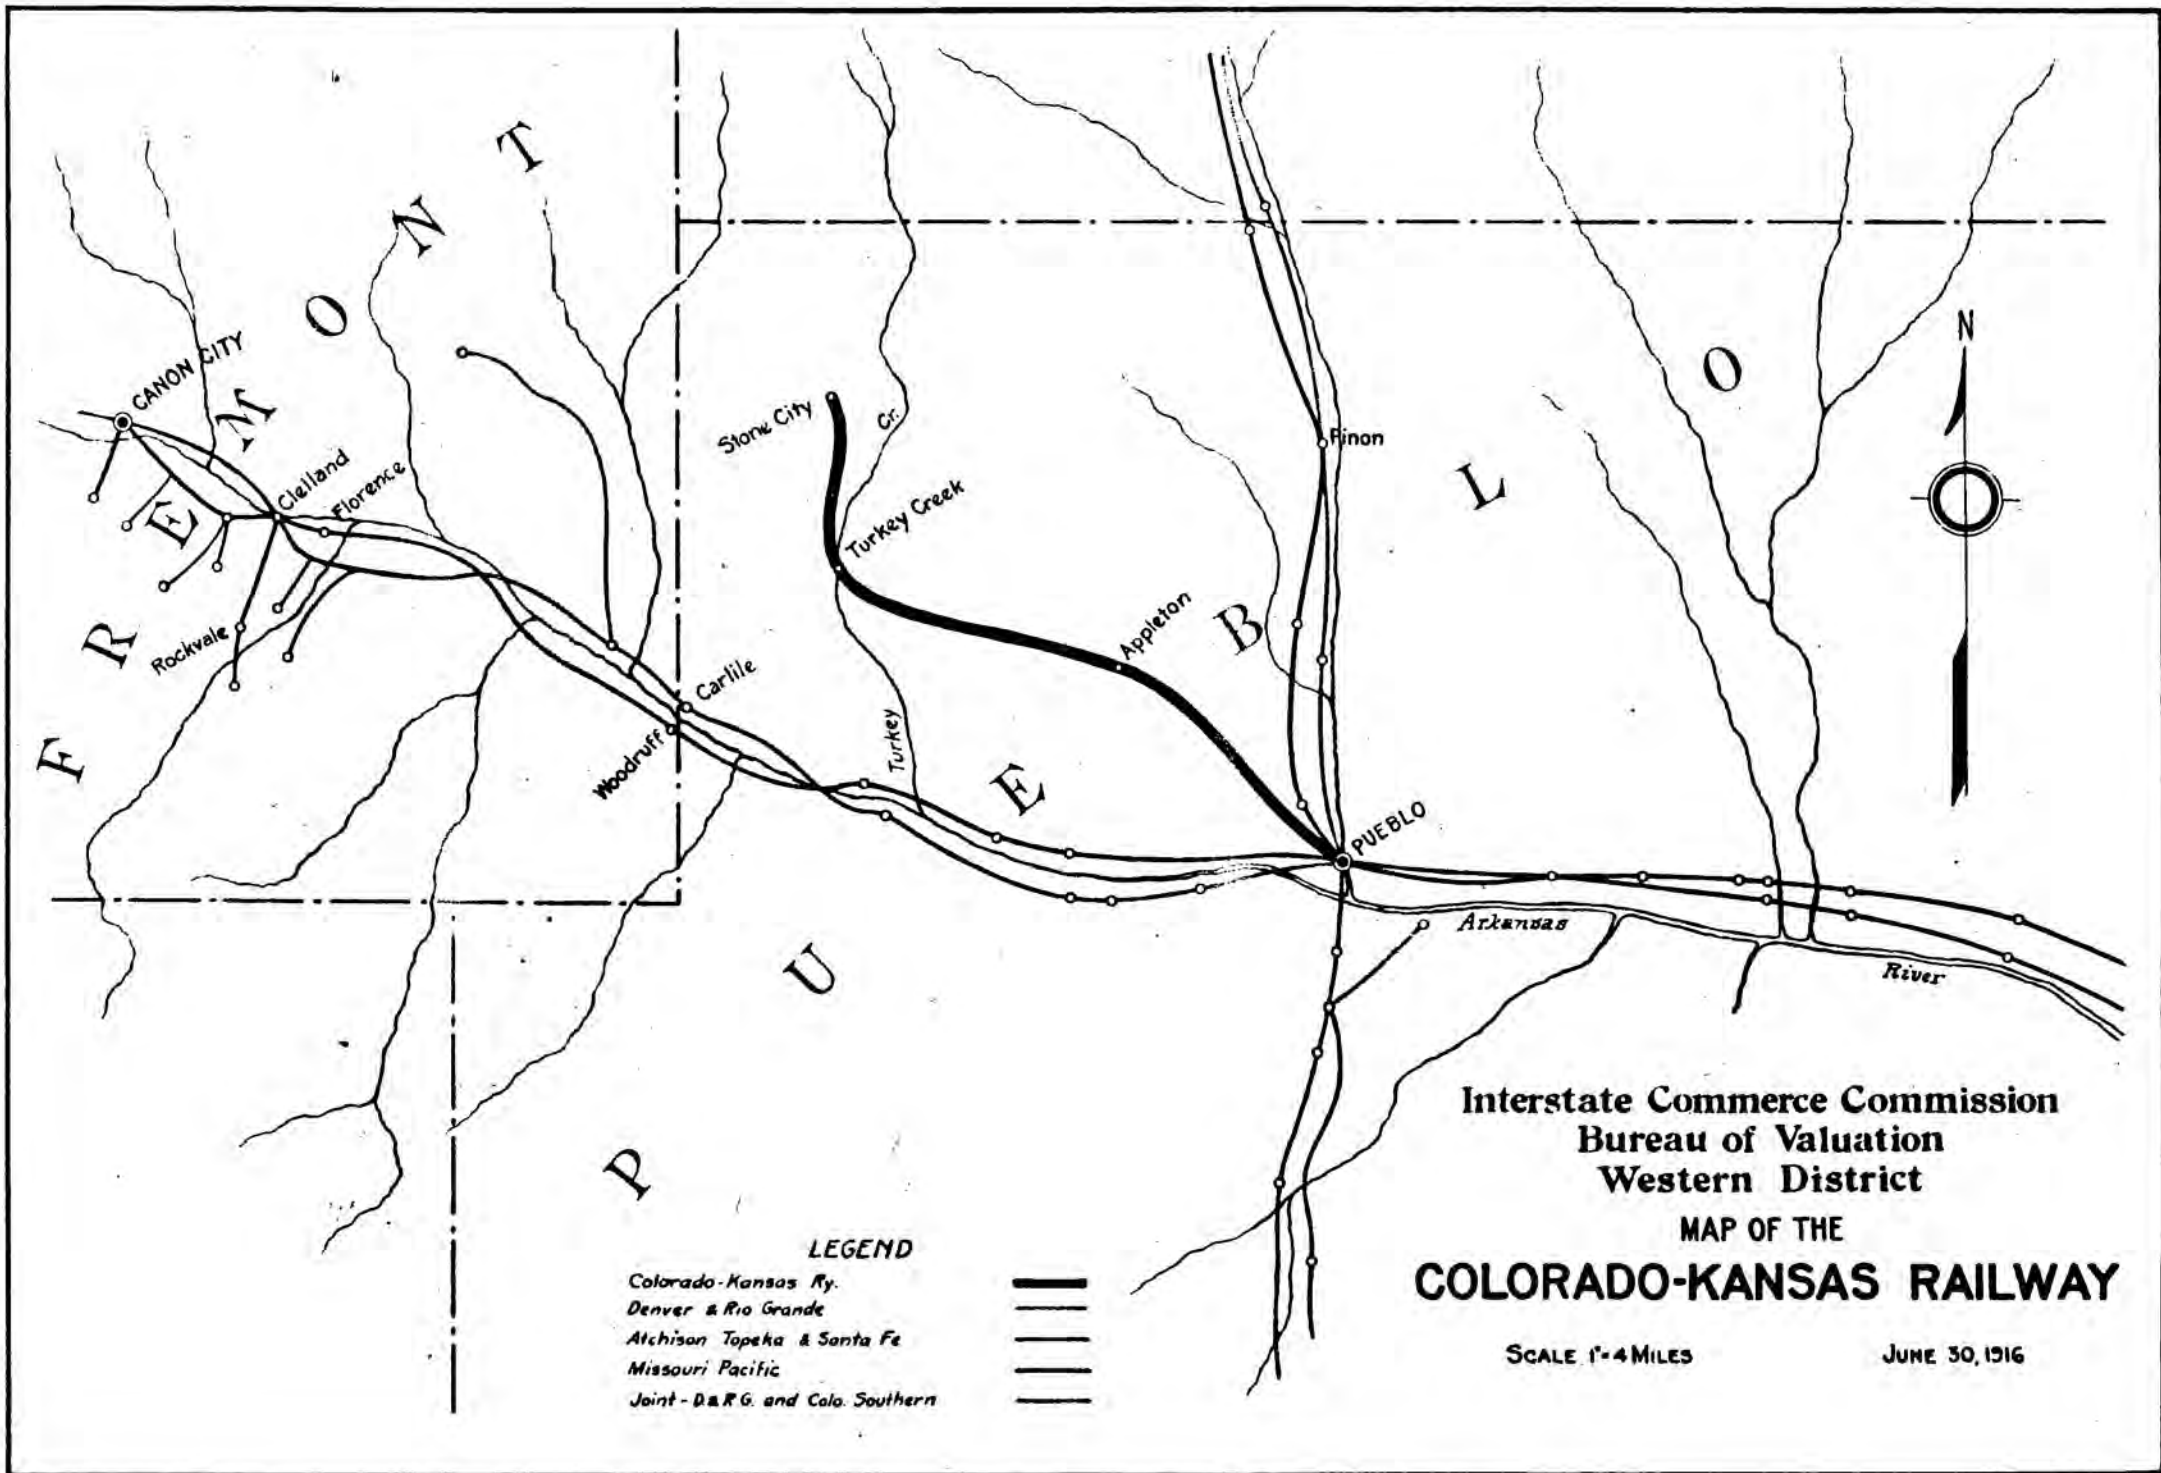 FREMONT
PUEBLO
N
CANON CITY
Clelland
Florence
Rockvale
Stone City
Cr.
Turkey Creek
Pinon
Appleton
Carlile
Woodruff
Turkey
PUEBLO
Arkansas
River
LEGEND
Colorado-Kansas Ry.
Denver & Rio Grande
Atchison Topeka & Santa Fe
Missouri Pacific
Joint - D.&R.G. and Colo. Southern
Interstate Commerce Commission
Bureau of Valuation
Western District
MAP OF THE
COLORADO-KANSAS RAILWAY
SCALE 1"=4 MILES
JUNE 30, 1916